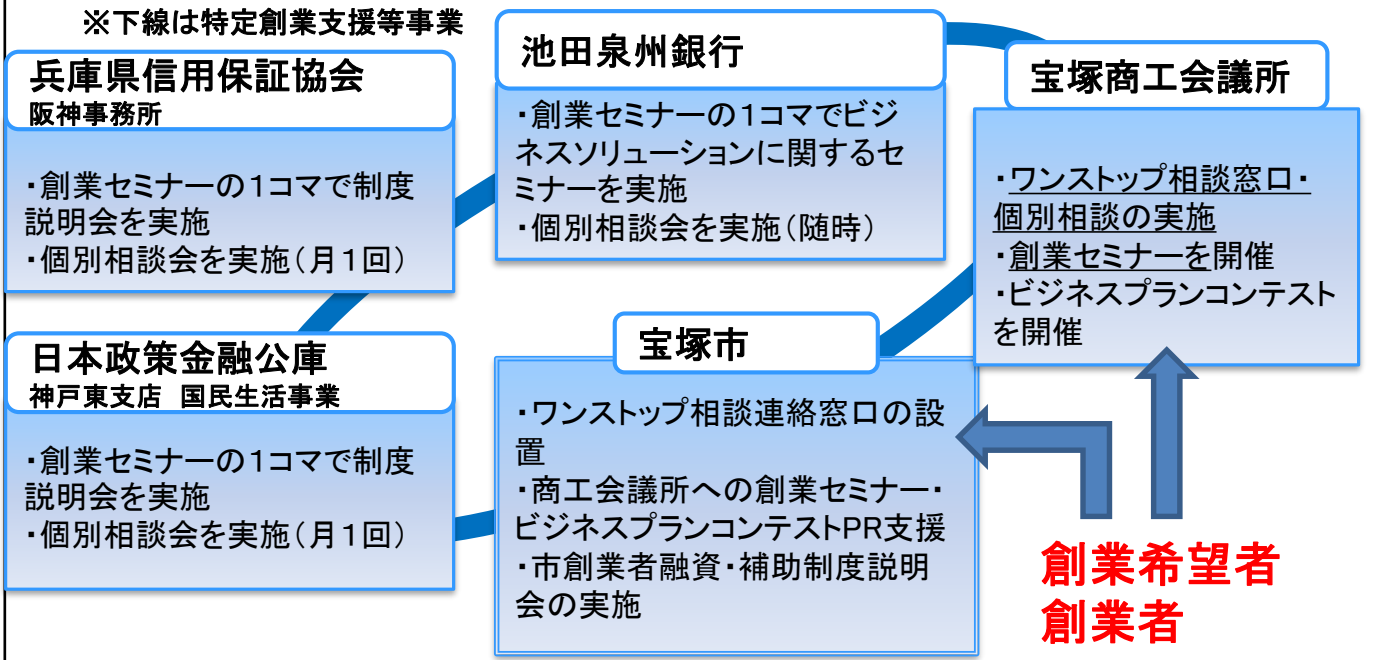 ※下線は特定創業支援等事業
兵庫県信用保証協会
阪神事務所
・創業セミナーの1コマで制度
説明会を実施
・個別相談会を実施(月1回)
池田泉州銀行
・創業セミナーの1コマでビジ
ネスソリューションに関するセ
ミナーを実施
・個別相談会を実施(随時)
宝塚商工会議所
・ワンストップ相談窓口・
個別相談の実施
・創業セミナーを開催
・ビジネスプランコンテスト
を開催
日本政策金融公庫
神戸東支店 国民生活事業
・創業セミナーの1コマで制度
説明会を実施
・個別相談会を実施(月1回)
宝塚市
・ワンストップ相談連絡窓口の設
置
・商工会議所への創業セミナー・
ビジネスプランコンテストPR支援
・市創業者融資・補助制度説明
会の実施
創業希望者
創業者